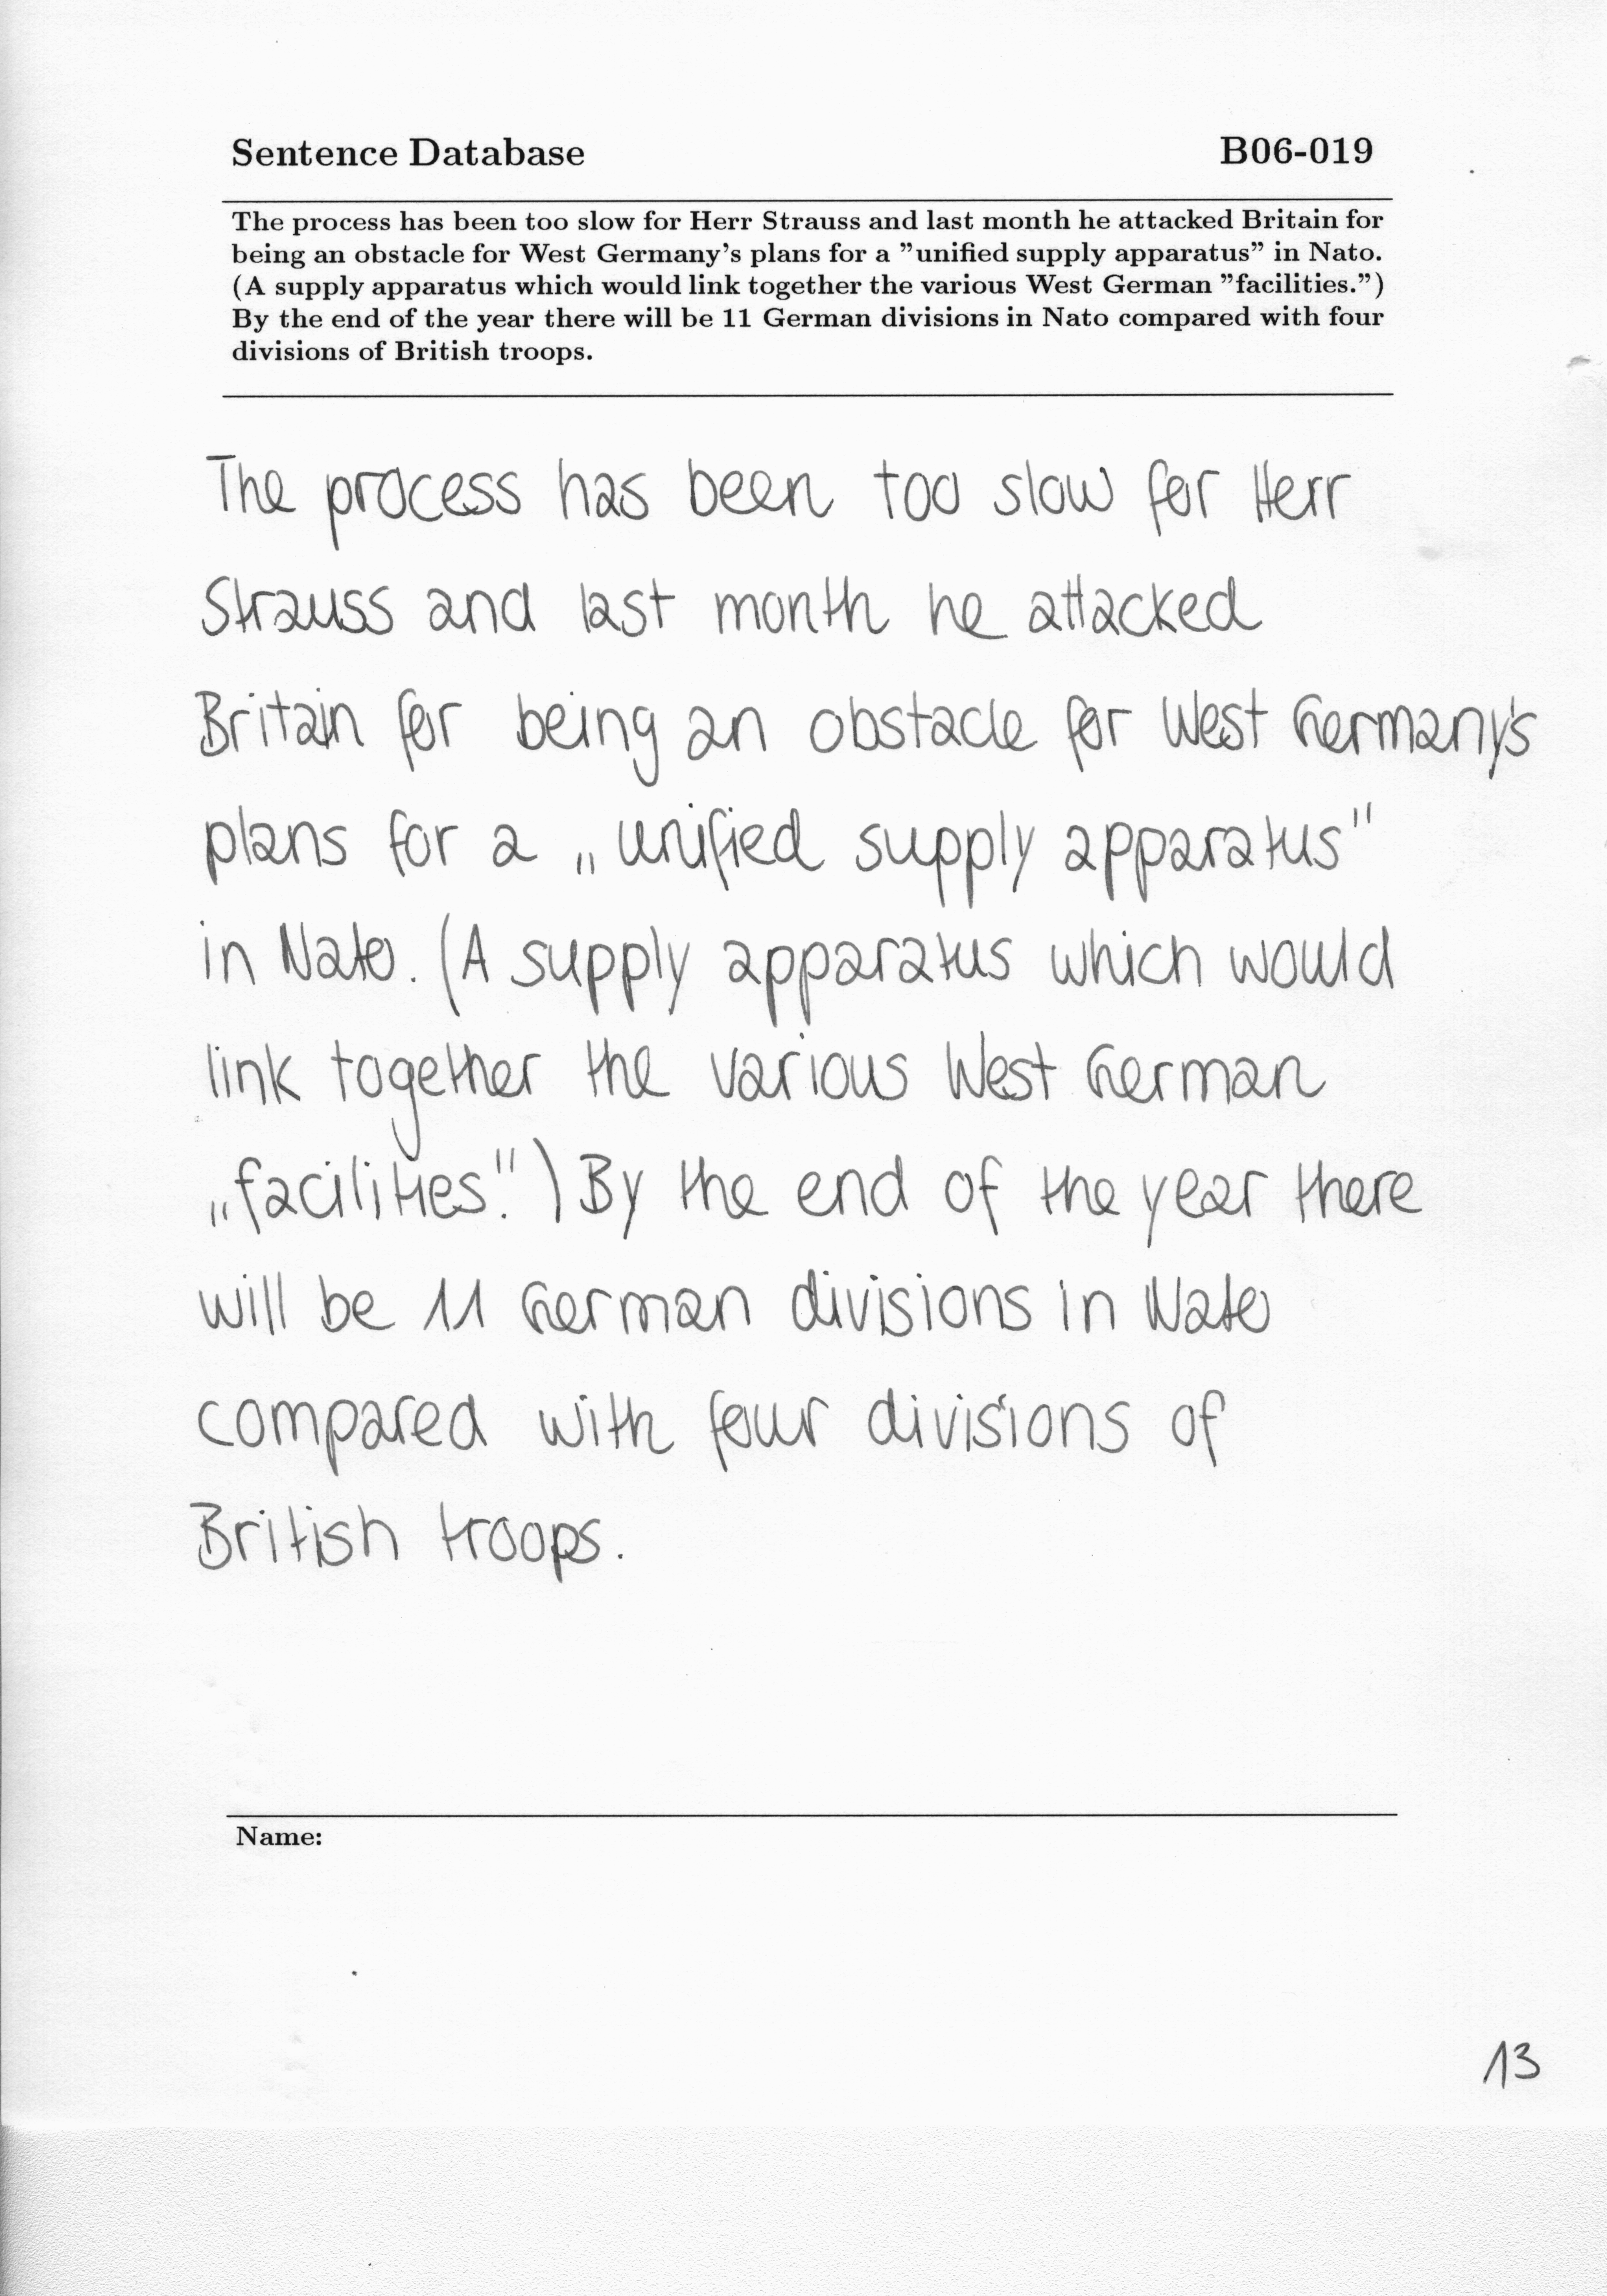 Sentence Database B06-019
The process has been too slow for Herr Strauss and last month he attacked Britain for
being an obstacle for West Germany's plans for a ”unified supply apparatus” in Nato.
(A supply apparatus which would link together the various West German ”facilities.”)
By the end of the year there will be 11 German divisions in Nato compared with four
divisions of British troops.
The process has been too slow for Herr
Strauss and last month he attacked
Britain for being an obstacle for West Germany's
plans for a „unified supply apparatus"
in Nato. (A supply apparatus which would
link together the various West German
„facilities.") By the end of the year there
will be 11 German divisions in Nato
compared with four divisions of
British troops.
Name:
13